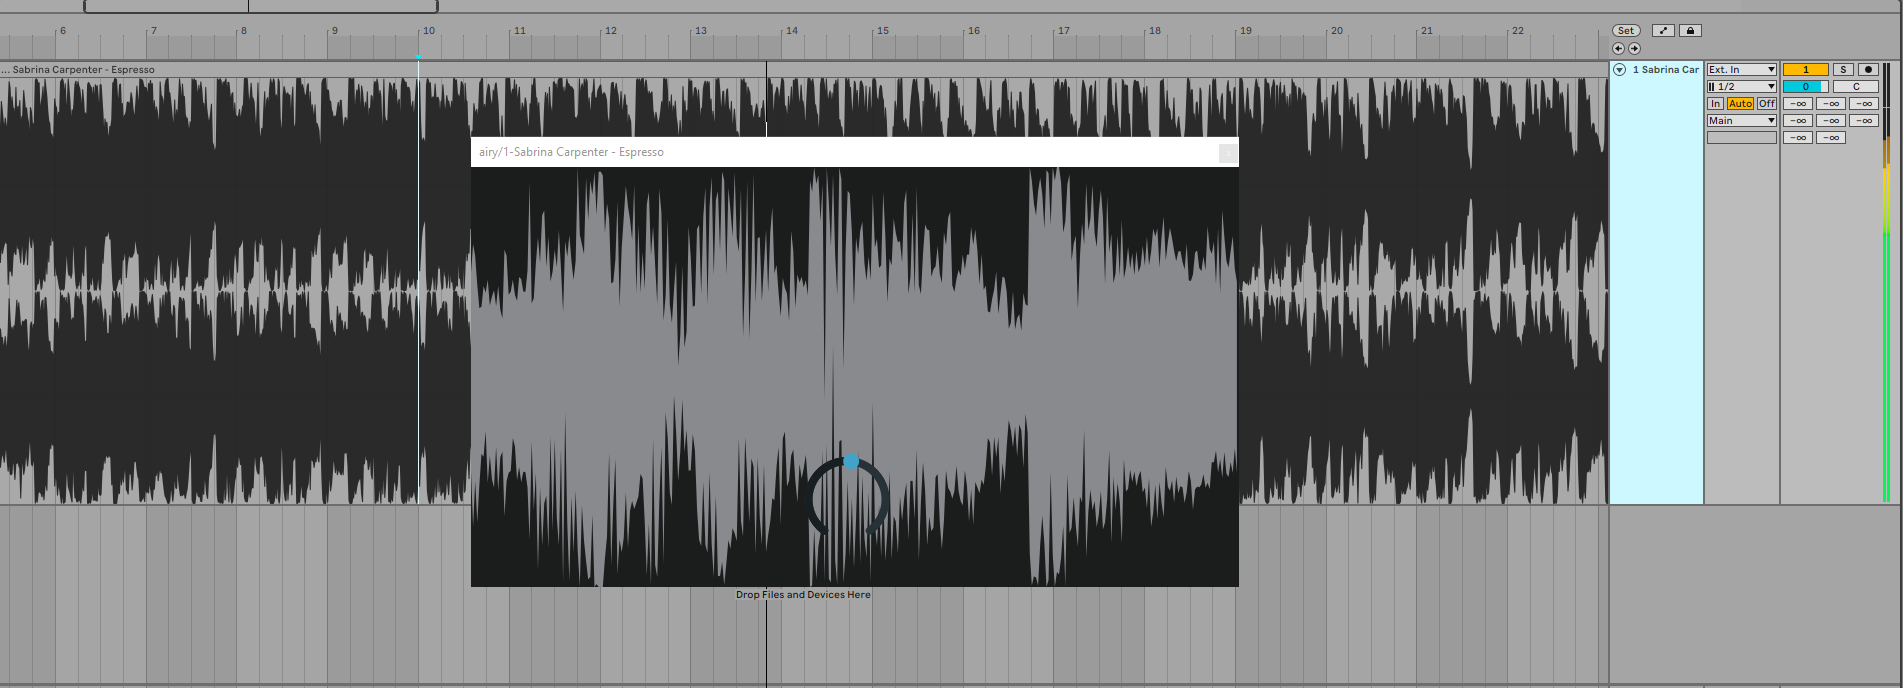 6 7 8 9 10 11 12 13 14 15 16 17 18 19 20 21 22
Set
... Sabrina Carpenter - Espresso
1 Sabrina Car
Ext. In
1 S
1/2
0 C
In Auto Off
-∞ -∞ -∞
Main
-∞ -∞ -∞
-∞ -∞
airy/1-Sabrina Carpenter - Espresso
Drop Files and Devices Here